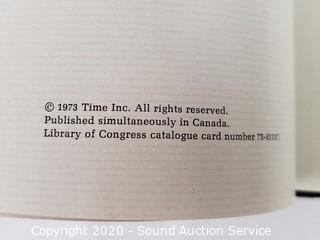 © 1973 Time Inc. All rights reserved.
Published simultaneously in Canada.
Library of Congress catalogue card number
Copyright 2020 - Sound Auction Service